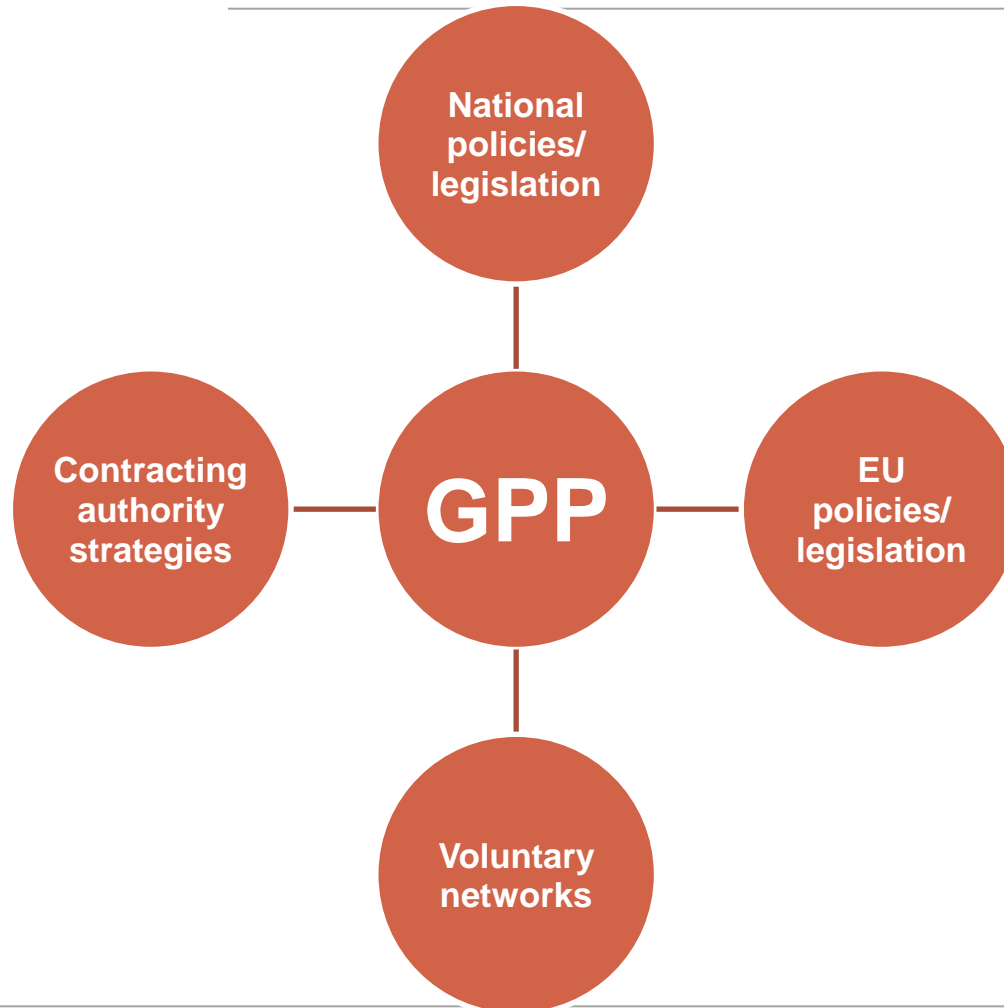 National
policies/
legislation
Contracting
authority
strategies
GPP
EU
policies/
legislation
Voluntary
networks